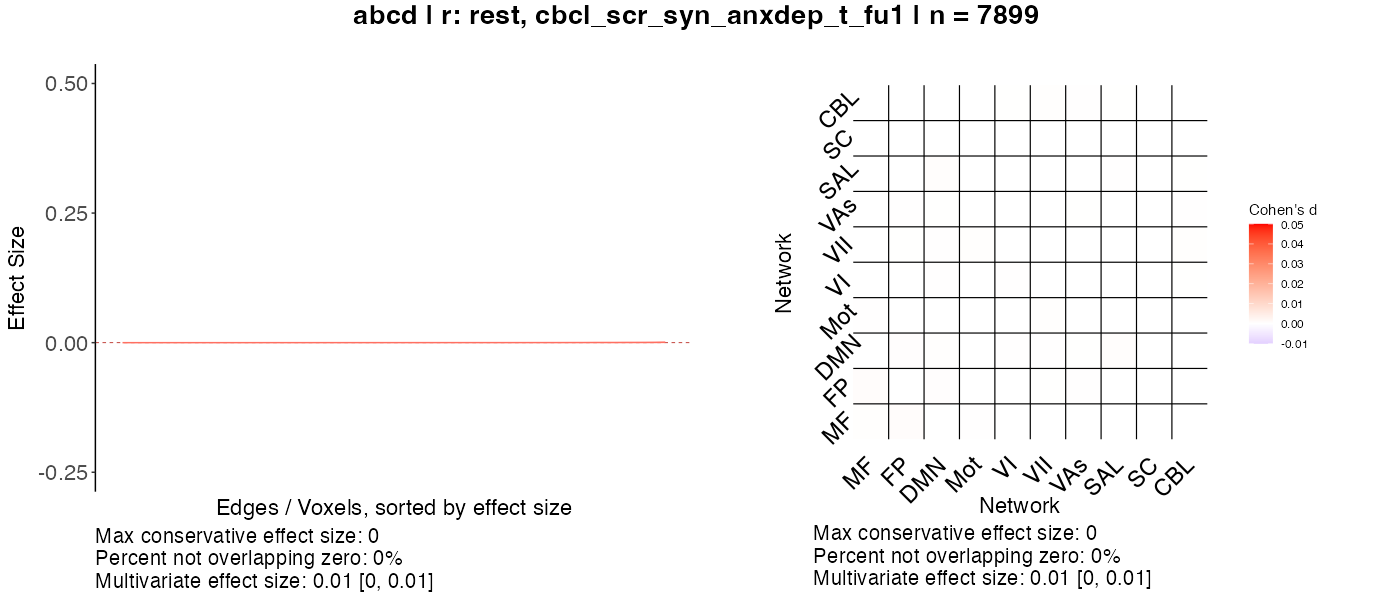 abcd | r: rest, cbcl_scr_syn_anxdep_t_fu1 | n = 7899
Effect Size
0.50
0.25
0.00
-0.25
Edges / Voxels, sorted by effect size
Max conservative effect size: 0
Percent not overlapping zero: 0%
Multivariate effect size: 0.01 [0, 0.01]
Network
CBL
SC
SAL
VAs
VII
VI
Mot
DMN
FP
MF
MF
FP
DMN
Mot
VI
VII
VAs
SAL
SC
CBL
Network
Max conservative effect size: 0
Percent not overlapping zero: 0%
Multivariate effect size: 0.01 [0, 0.01]
Cohen's d
0.05
0.04
0.03
0.02
0.01
0.00
-0.01